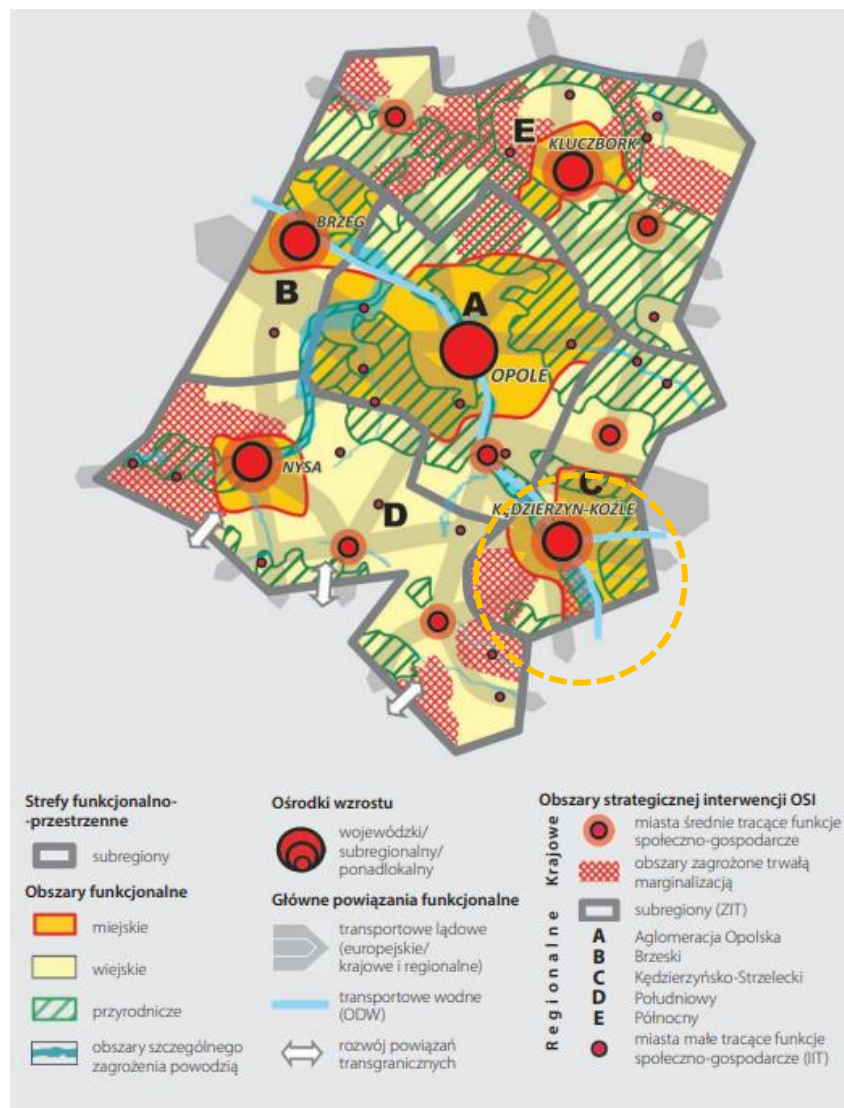 E
KLUCZBORK
BRZEG
B
A
OPOLE
NYSA
C
KĘDZIERZYN-KOŹLE
D
Strefy funkcjonalno-
-przestrzenne
subregiony
Obszary funkcjonalne
miejskie
wiejskie
przyrodnicze
obszary szczególnego
zagrożenia powodzią
Ośrodki wzrostu
wojewódzki/
subregionalny/
ponadlokalny
Główne powiązania funkcjonalne
transportowe lądowe
(europejskie/
krajowe i regionalne)
transportowe wodne
(ODW)
rozwój powiązań
transgranicznych
Obszary strategicznej interwencji OSI
Krajowe
miasta średnie tracące funkcje
społeczno-gospodarcze
obszary zagrożone trwałą
marginalizacją
Regionalne
subregiony (ZIT)
A Aglomeracja Opolska
B Brzeski
C Kędzierzyńsko-Strzelecki
D Południowy
E Północny
miasta małe tracące funkcje
społeczno-gospodarcze (IIT)